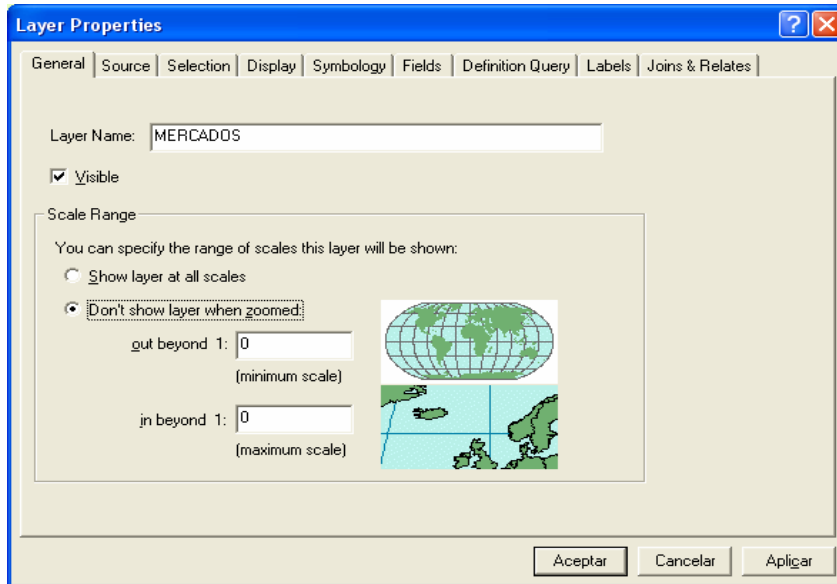 Layer Properties
General Source Selection Display Symbology Fields Definition Query Labels Joins & Relates
Layer Name: MERCADOS
Visible
Scale Range
You can specify the range of scales this layer will be shown:
Show layer at all scales
Don't show layer when zoomed:
out beyond 1: 0
(minimum scale)
in beyond 1: 0
(maximum scale)
Aceptar Cancelar Aplicar